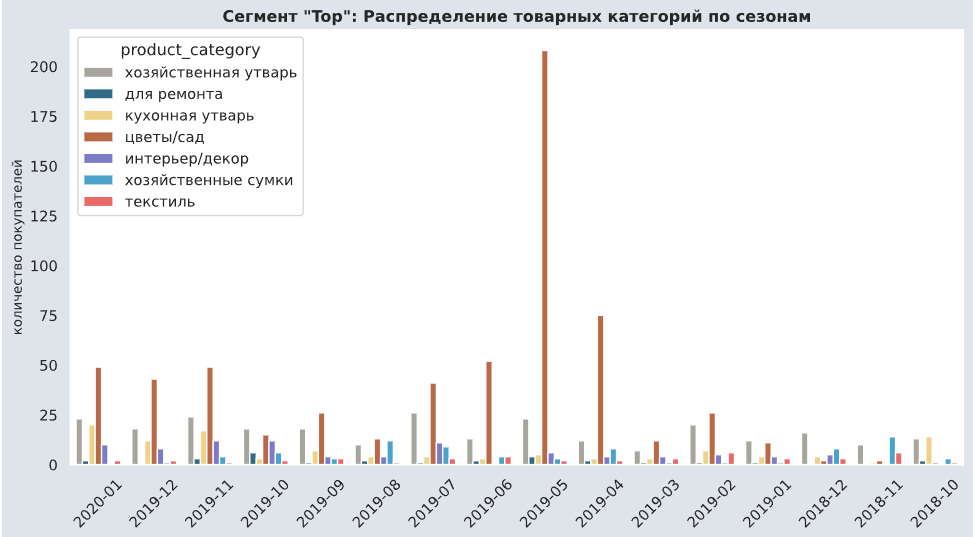 Сегмент "Top": Распределение товарных категорий по сезонам
product_category
хозяйственная утварь
для ремонта
кухонная утварь
цветы/сад
интерьер/декор
хозяйственные сумки
текстиль
количество покупателей
200
175
150
125
100
75
50
25
0
2020-01
2019-12
2019-11
2019-10
2019-09
2019-08
2019-07
2019-06
2019-05
2019-04
2019-03
2019-02
2019-01
2018-12
2018-11
2018-10